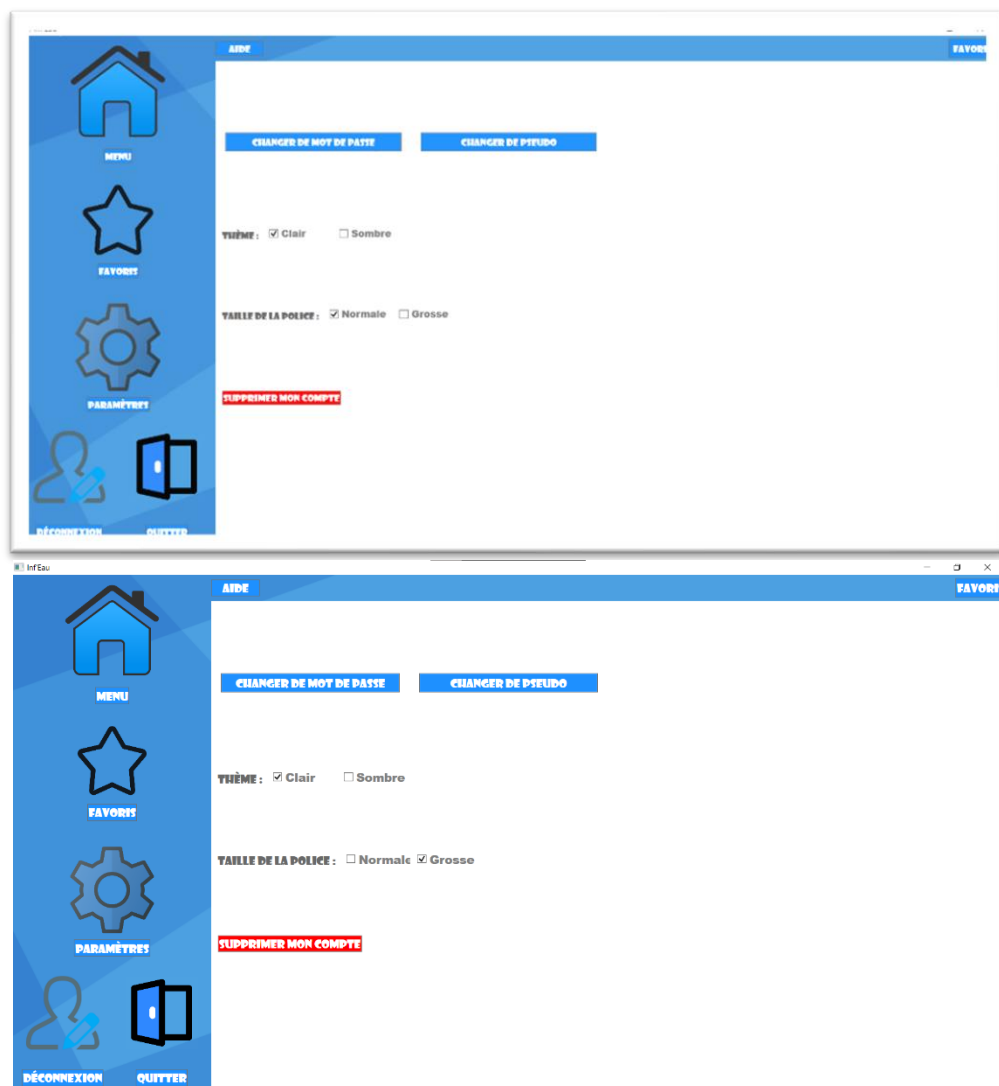 AIDE
FAVORI
MENU
CHANGER DE MOT DE PASSE
CHANGER DE PSEUDO
FAVORIS
THÈME :
Clair
Sombre
TAILLE DE LA POLICE :
Normale
Grosse
PARAMÈTRES
SUPPRIMER MON COMPTE
DÉCONNEXION
QUITTER
Inf'Eau
AIDE
FAVORI
MENU
CHANGER DE MOT DE PASSE
CHANGER DE PSEUDO
FAVORIS
THÈME :
Clair
Sombre
TAILLE DE LA POLICE :
Normale
Grosse
PARAMÈTRES
SUPPRIMER MON COMPTE
DÉCONNEXION
QUITTER